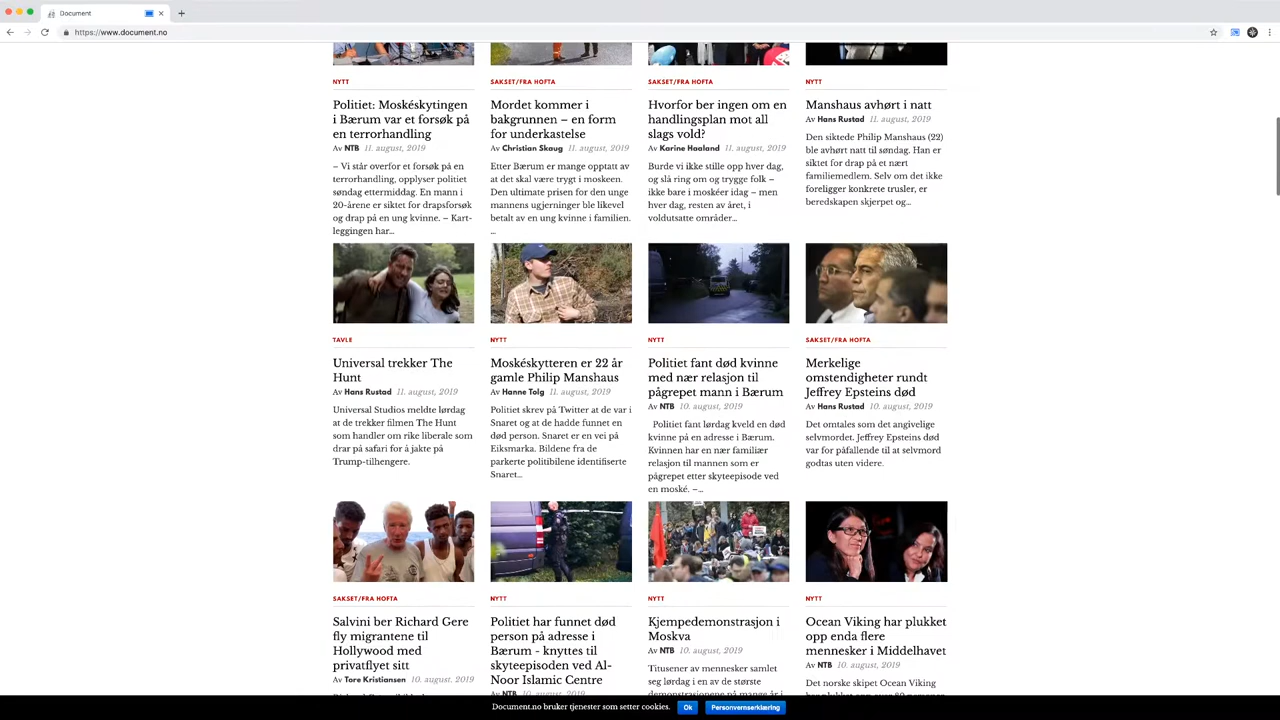 Document
https://www.document.no
NYTT
Politiet: Moskéskytingen
i Bærum var et forsøk på
en terrorhandling
Av NTB 11. august, 2019
– Vi står overfor et forsøk på en
terrorhandling, opplyser politiet
søndag ettermiddag. En mann i
20-årene er siktet for drapsforsøk
og drap på en ung kvinne. – Kart-
leggingen har...
SAKSET/FRA HOFTA
Mordet kommer i
bakgrunnen – en form
for underkastelse
Av Christian Skaug 11. august, 2019
Etter Bærum er mange opptatt av
at det skal være trygt i moskeen.
Den ultimate prisen for den unge
mannens ugjerninger ble likevel
betalt av en ung kvinne i familien.
...
SAKSET/FRA HOFTA
Hvorfor ber ingen om en
handlingsplan mot all
slags vold?
Av Karine Haaland 11. august, 2019
Burde vi ikke stille opp hver dag,
og slå ring om og trygge folk –
ikke bare i moskéer idag – men
hver dag, resten av året, i
voldutsatte områder...
NYTT
Manshaus avhørt i natt
Av Hans Rustad 11. august, 2019
Den siktede Philip Manshaus (22)
ble avhørt natt til søndag. Han er
siktet for drap på et nært
familiemedlem. Selv om det ikke
foreligger konkrete trusler, er
beredskapen skjerpet og...
TAVLE
Universal trekker The
Hunt
Av Hans Rustad 11. august, 2019
Universal Studios meldte lørdag
at de trekker filmen The Hunt
som handler om rike liberale som
drar på safari for å jakte på
Trump-tilhengere.
NYTT
Moskéskytteren er 22 år
gamle Philip Manshaus
Av Hanne Tolg 11. august, 2019
Politiet skrev på Twitter at de var i
Snaret og at de hadde funnet en
død person. Snaret er en vei på
Eiksmarka. Bildene fra de
parkerte politibilene identifiserte
Snaret...
NYTT
Politiet fant død kvinne
med nær relasjon til
pågrepet mann i Bærum
Av NTB 10. august, 2019
Politiet fant lørdag kveld en død
kvinne på en adresse i Bærum.
Kvinnen har en nær familiær
relasjon til mannen som er
pågrepet etter skyteepisode ved
en moské. –...
SAKSET/FRA HOFTA
Merkelige
omstendigheter rundt
Jeffrey Epsteins død
Av Hans Rustad 10. august, 2019
Det omtales som det angivelige
selvmordet. Jeffrey Epsteins død
var for påfallende til at selvmord
godtas uten videre.
SAKSET/FRA HOFTA
Salvini ber Richard Gere
fly migrantene til
Hollywood med
privatflyet sitt
Av Tore Kristiansen 10. august, 2019
NYTT
Politiet har funnet død
person på adresse i
Bærum - knyttes til
skyteepisoden ved Al-
Noor Islamic Centre
Av NTB 10. august, 2019
NYTT
Kjempedemonstrasjon i
Moskva
Av NTB 10. august, 2019
Titusener av mennesker samlet
seg lørdag i en av de største
demonstrasjonene på mange år i
NYTT
Ocean Viking har plukket
opp enda flere
mennesker i Middelhavet
Av NTB 10. august, 2019
Det norske skipet Ocean Viking
Document.no bruker tjenester som setter cookies.
Ok
Personvernserklæring